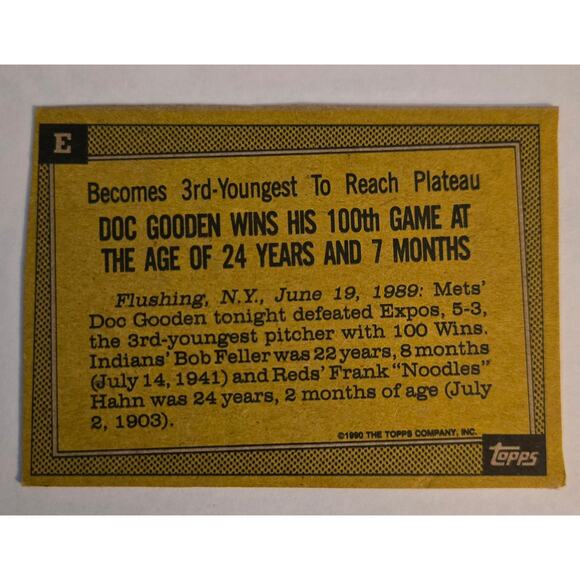 E
Becomes 3rd-Youngest To Reach Plateau
DOC GOODEN WINS HIS 100th GAME AT
THE AGE OF 24 YEARS AND 7 MONTHS
Flushing, N.Y., June 19, 1989: Mets'
Doc Gooden tonight defeated Expos, 5-3,
the 3rd-youngest pitcher with 100 Wins.
Indians' Bob Feller was 22 years, 8 months
(July 14, 1941) and Reds' Frank "Noodles"
Hahn was 24 years, 2 months of age (July
2, 1903).
©1990 THE TOPPS COMPANY, INC.
topps